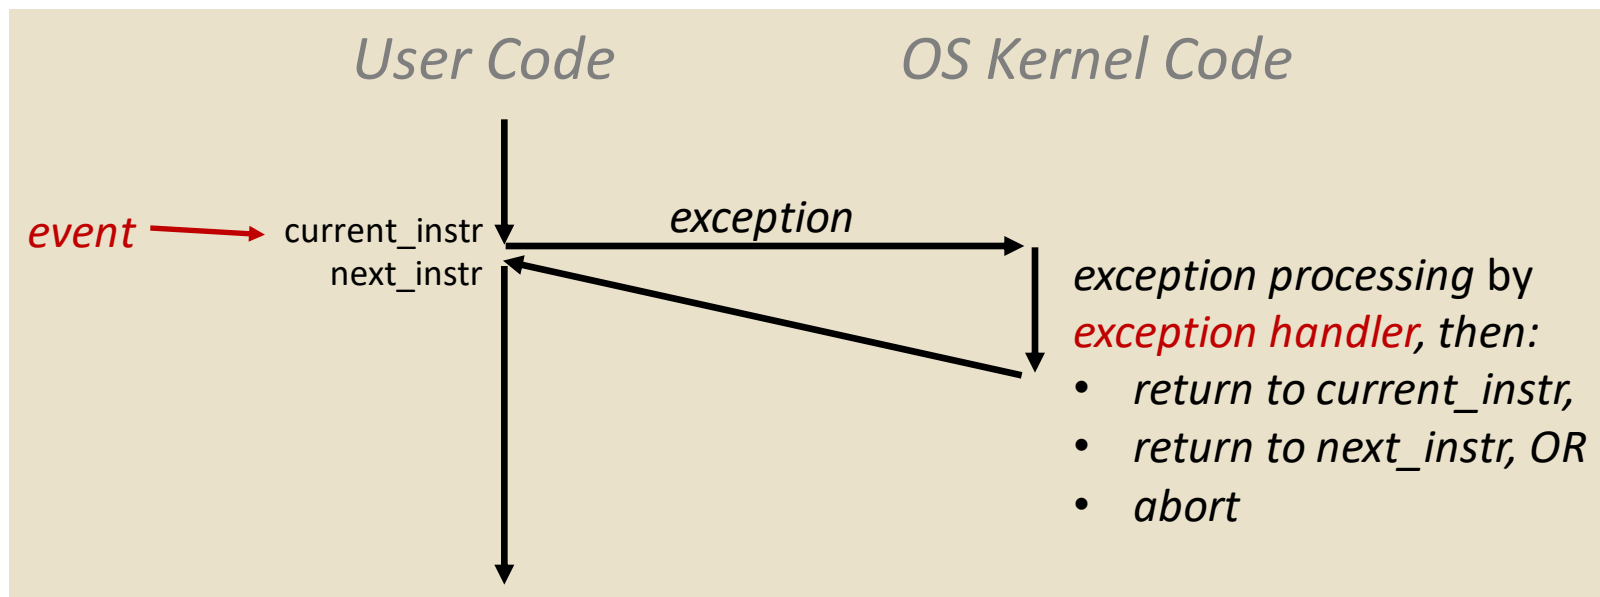 User Code
OS Kernel Code
event
current_instr
exception
next_instr
exception processing by
exception handler, then:
• return to current_instr,
• return to next_instr, OR
• abort